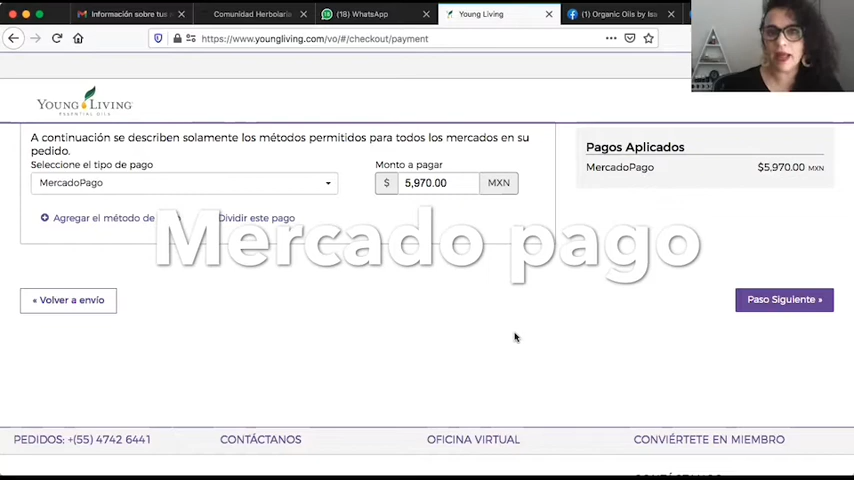 Información sobre tus
Comunidad Herbolaria
(18) WhatsApp
Young Living
(1) Organic Oils by Isa
https://www.youngliving.com/vo/#/checkout/payment
YOUNG LIVING
ESSENTIAL OILS
A continuación se describen solamente los métodos permitidos para todos los mercados en su
pedido.
Seleccione el tipo de pago
Monto a pagar
MercadoPago
$ 5,970.00 MXN
Agregar el método de
Dividir este pago
Pagos Aplicados
MercadoPago $5,970.00 MXN
Mercado pago
« Volver a envío
Paso Siguiente »
PEDIDOS: +(55) 4742 6441
CONTÁCTANOS
OFICINA VIRTUAL
CONVIÉRTETE EN MIEMBRO